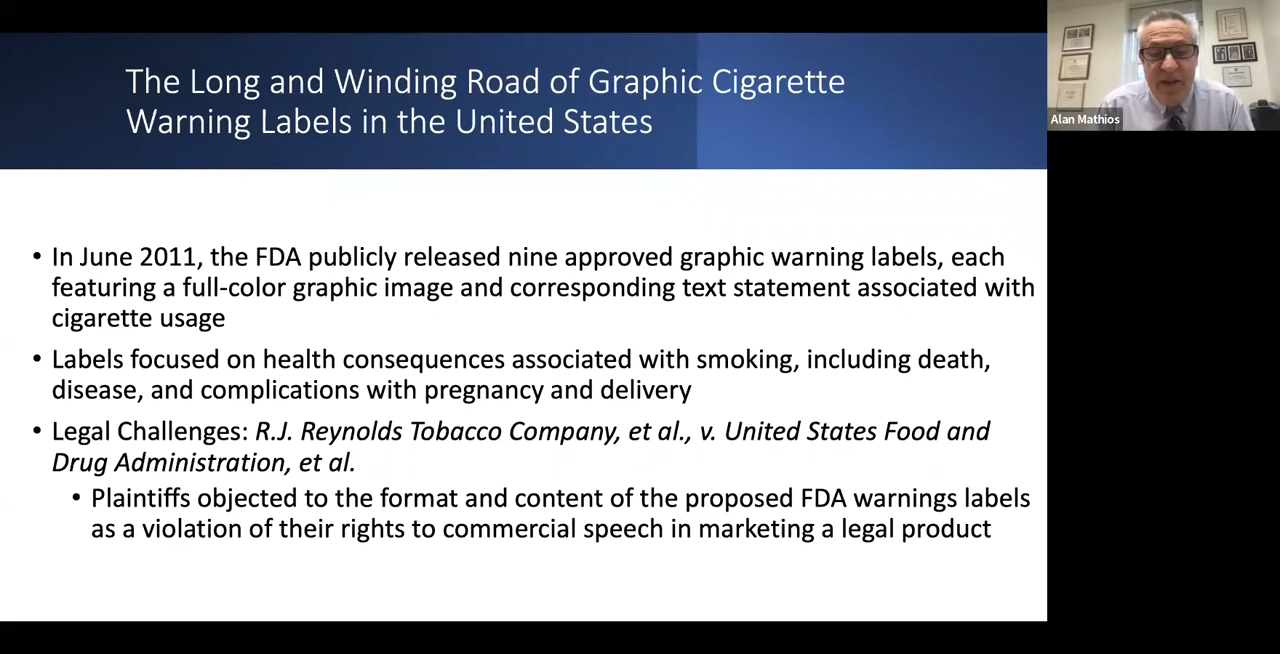 The Long and Winding Road of Graphic Cigarette
Warning Labels in the United States
• In June 2011, the FDA publicly released nine approved graphic warning labels, each
featuring a full-color graphic image and corresponding text statement associated with
cigarette usage
• Labels focused on health consequences associated with smoking, including death,
disease, and complications with pregnancy and delivery
• Legal Challenges: R.J. Reynolds Tobacco Company, et al., v. United States Food and
Drug Administration, et al.
• Plaintiffs objected to the format and content of the proposed FDA warnings labels
as a violation of their rights to commercial speech in marketing a legal product
Alan Mathios